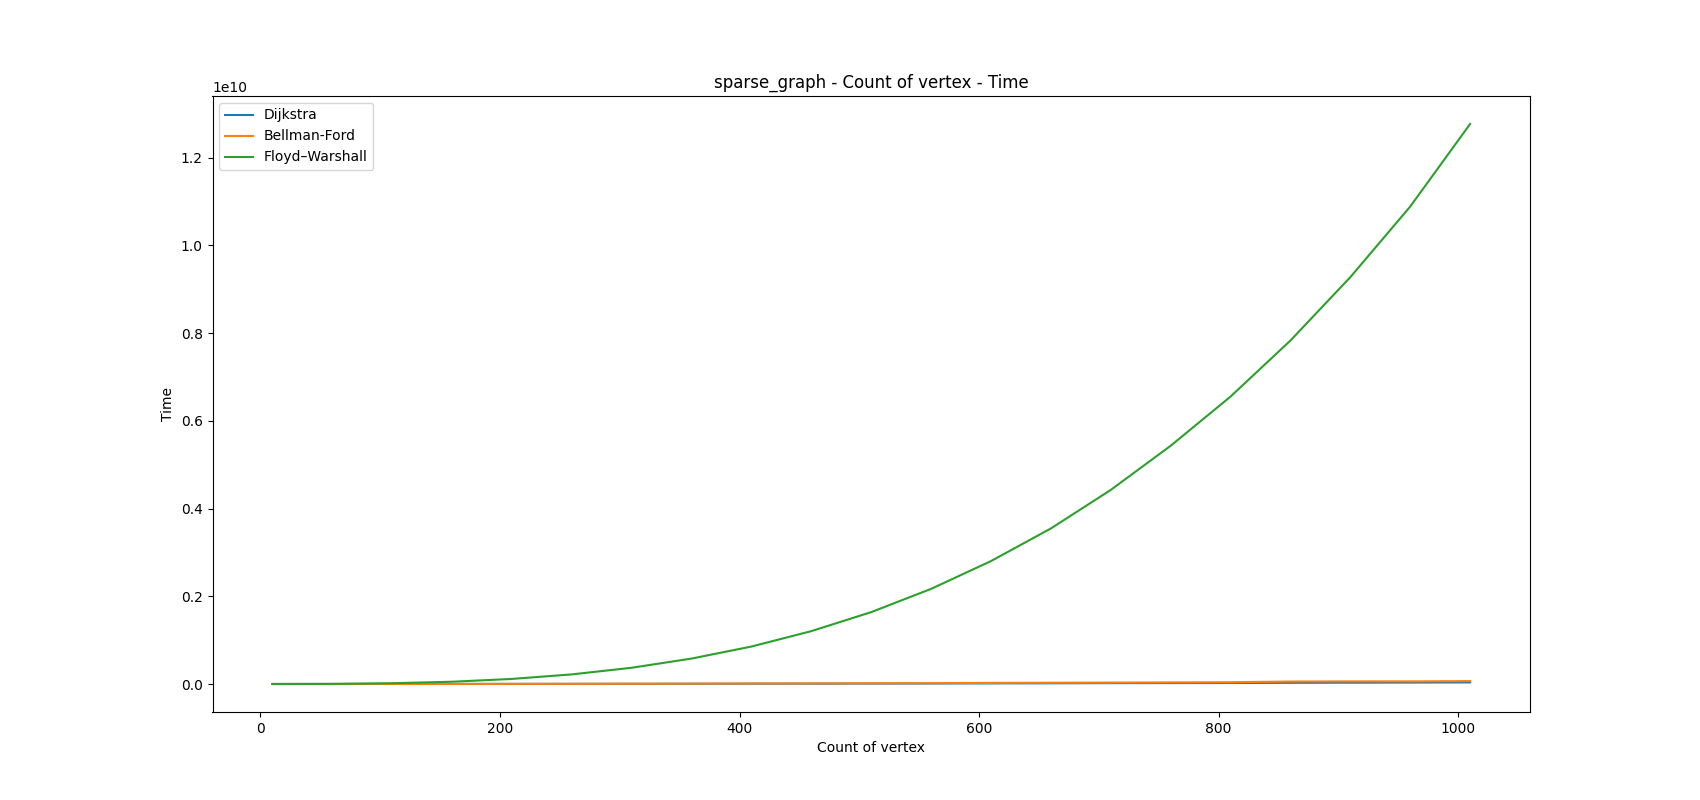 sparse_graph - Count of vertex - Time
1e10
Dijkstra
Bellman-Ford
Floyd–Warshall
1.2
1.0
0.8
0.6
0.4
0.2
0.0
Time
0 200 400 600 800 1000
Count of vertex